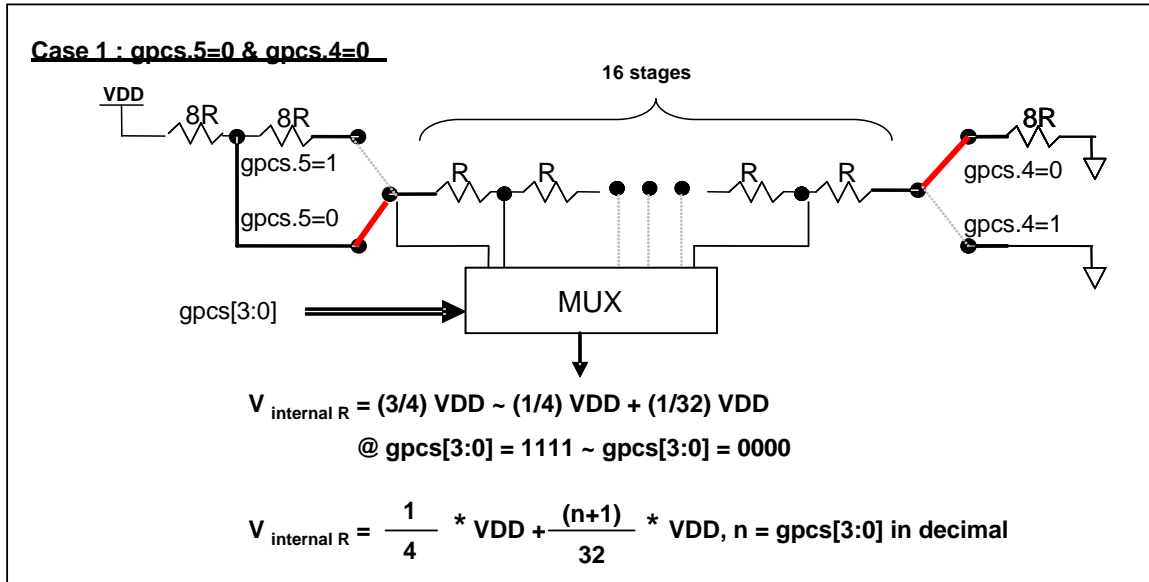 Case 1 : gpcs.5=0 & gpcs.4=0
16 stages
VDD
8R 8R 8R
gpcs.5=1
R R R R
gpcs.4=0
gpcs.5=0
gpcs.4=1
gpcs[3:0]
MUX
V internal R = (3/4) VDD ~ (1/4) VDD + (1/32) VDD
@ gpcs[3:0] = 1111 ~ gpcs[3:0] = 0000
V internal R = 1/4 * VDD + (n+1)/32 * VDD, n = gpcs[3:0] in decimal